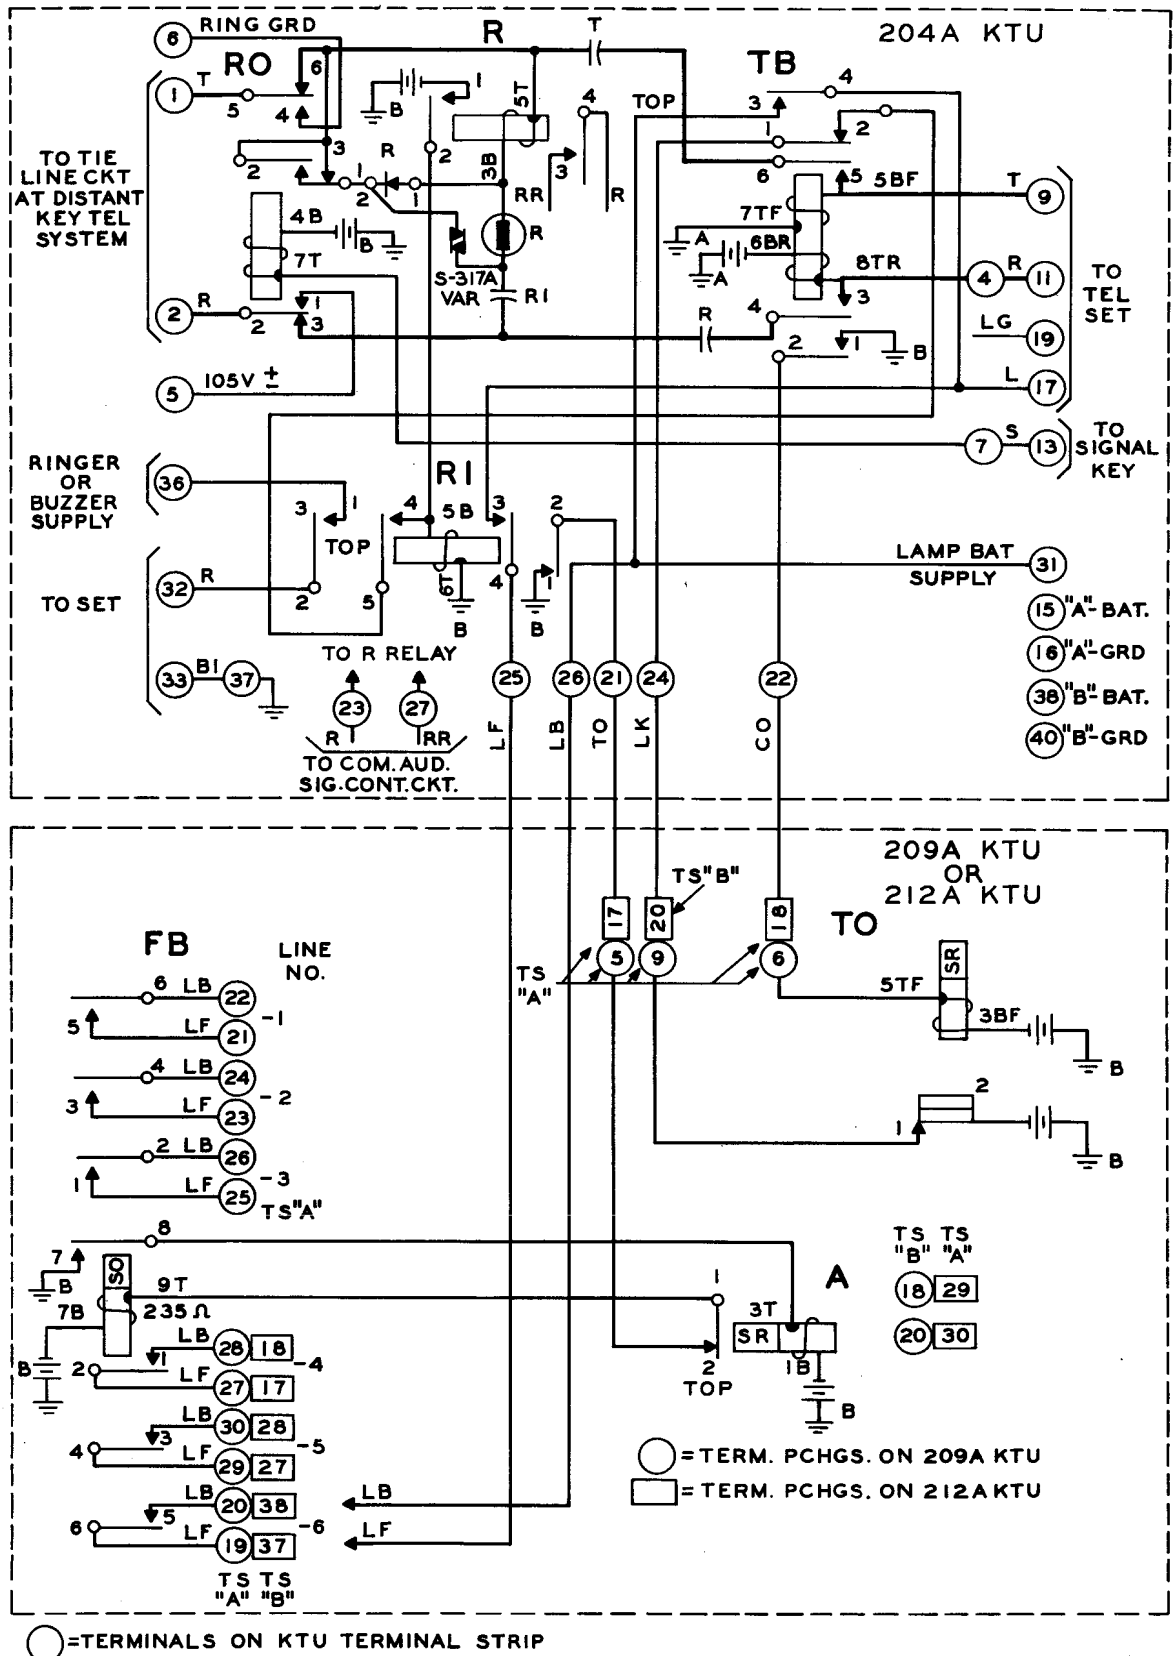 204A KTU
6 RING GRD
RO
R
T
TB
1 T
5
6
4
1
B
2
5T
4
TOP
3
4
1
2
6
5
TO TIE
LINE CKT
AT DISTANT
KEY TEL
SYSTEM
2
3
1
R
2
1
3B
RR
3
R
5BF
T
9
4B
B
7T
S-317A
VAR
R
R1
7TF
A
6BR
A
8TR
4
R
11
TO
TEL
SET
2
R
2
1
3
R
4
3
2
1
B
LG
19
5
105V ±
L
17
7
S
13
TO
SIGNAL
KEY
RINGER
OR
BUZZER
SUPPLY
36
R1
3
1
TOP
4
5B
3
2
TO SET
32
R
2
5
6T
B
4
1
B
LAMP BAT
SUPPLY
31
15 "A"-BAT.
16 "A"-GRD
38 "B"-BAT.
40 "B"-GRD
33
B1
37
TO R RELAY
23
27
R
RR
TO COM. AUD.
SIG. CONT. CKT.
25
26
21
24
22
LF
LB
TO
LK
CO
209A KTU
OR
212A KTU
TS "B"
17
20
18
TO
5
9
6
TS
"A"
5TF
SR
3BF
B
1
2
B
FB
LINE
NO.
6 LB 22
-1
5 LF 21
4 LB 24
-2
3 LF 23
2 LB 26
-3
1 LF 25
TS "A"
8
7
B
SO
9T
235 Ω
7B
B
1
2
TOP
A
3T
SR
1B
B
TS TS
"B" "A"
18 29
20 30
LB 28 18
1
-4
2
LF 27 17
LB 30 28
3
-5
4
LF 29 27
LB 20 38
5
-6
6
LF 19 37
TS TS
"A" "B"
LB
LF
= TERM. PCHGS. ON 209A KTU
= TERM. PCHGS. ON 212A KTU
=TERMINALS ON KTU TERMINAL STRIP